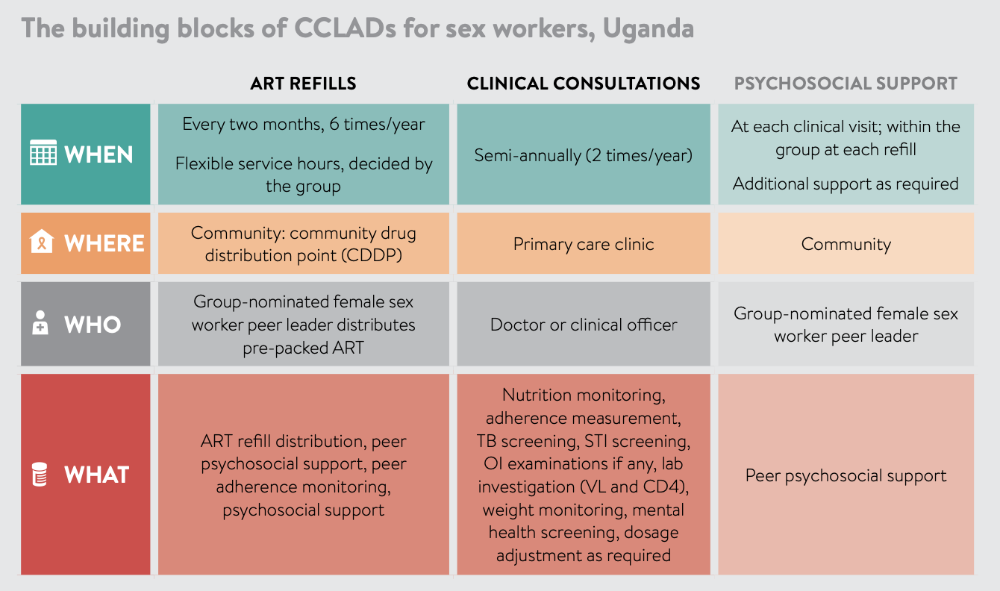 The building blocks of CCLADs for sex workers, Uganda
ART REFILLS
CLINICAL CONSULTATIONS
PSYCHOSOCIAL SUPPORT
WHEN
Every two months, 6 times/year
Flexible service hours, decided by
the group
Semi-annually (2 times/year)
At each clinical visit; within the
group at each refill
Additional support as required
WHERE
Community: community drug
distribution point (CDDP)
Primary care clinic
Community
WHO
Group-nominated female sex
worker peer leader distributes
pre-packed ART
Doctor or clinical officer
Group-nominated female sex
worker peer leader
WHAT
ART refill distribution, peer
psychosocial support, peer
adherence monitoring,
psychosocial support
Nutrition monitoring,
adherence measurement,
TB screening, STI screening,
OI examinations if any, lab
investigation (VL and CD4),
weight monitoring, mental
health screening, dosage
adjustment as required
Peer psychosocial support